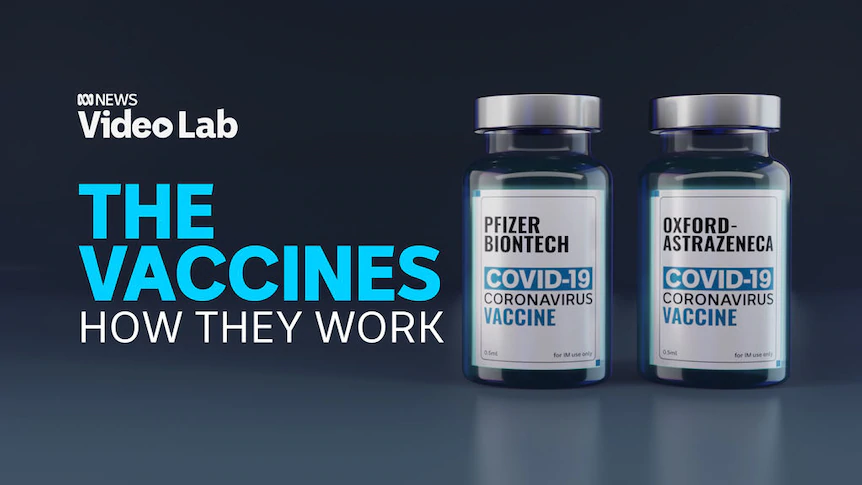 ABC NEWS
Video Lab
THE
VACCINES
HOW THEY WORK
PFIZER
BIONTECH
COVID-19
CORONAVIRUS
VACCINE
0.5ml for IM use only
OXFORD-
ASTRAZENECA
COVID-19
CORONAVIRUS
VACCINE
0.5ml for IM use only